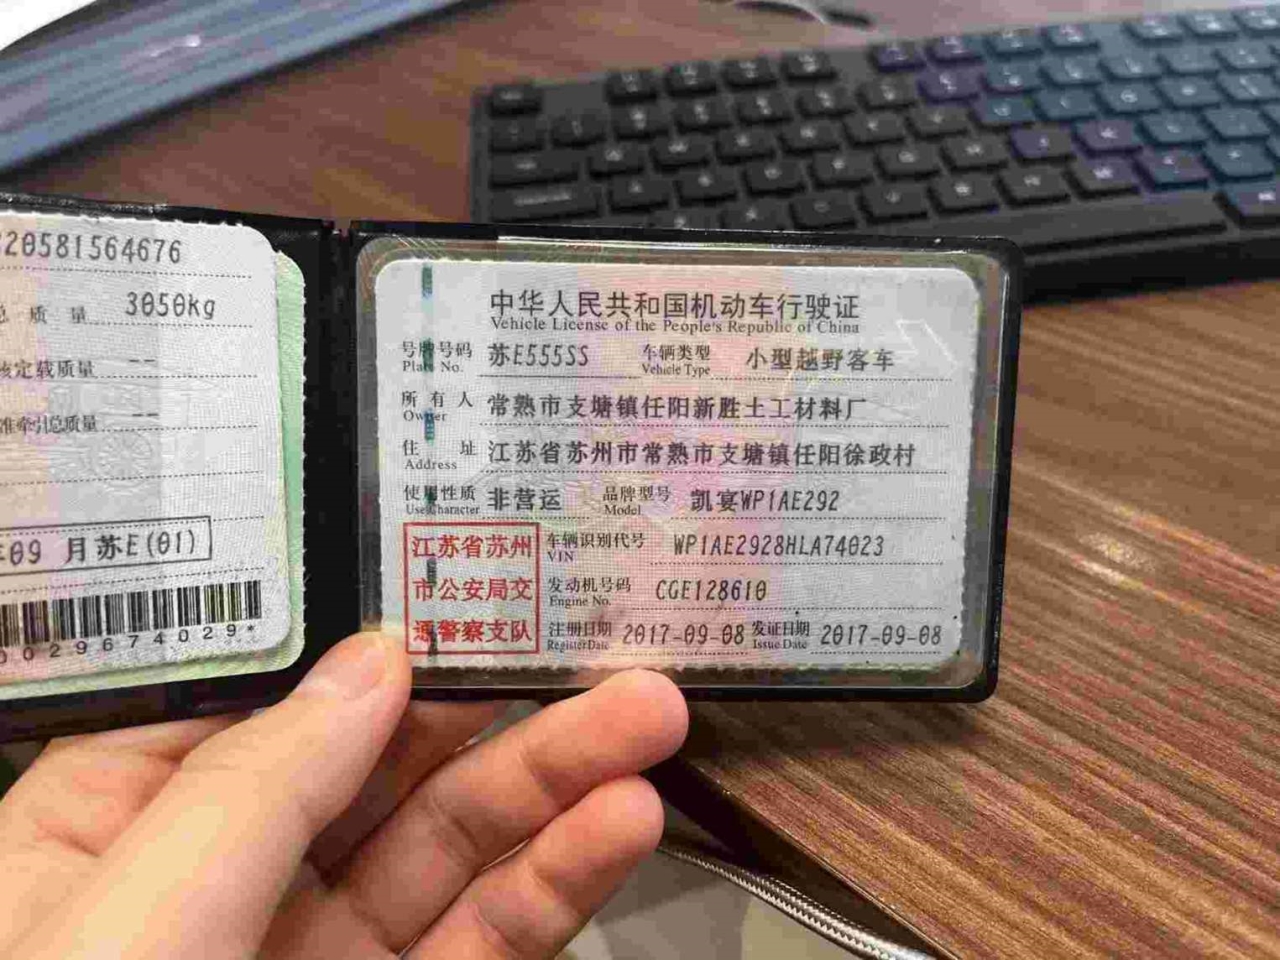 20581564676
总 质 量 3050kg
核定载质量 --
准牵引总质量 --
09 月苏E(01)
0029674029*
中华人民共和国机动车行驶证
Vehicle License of the People's Republic of China
号牌号码 苏E555SS 车辆类型 小型越野客车
Plate No. Vehicle Type
所 有 人 常熟市支塘镇任阳新胜土工材料厂
Owner
住 址 江苏省苏州市常熟市支塘镇任阳徐政村
Address
使用性质 非营运 品牌型号 凯宴WP1AE292
Use Character Model
江苏省苏州
市公安局交
通警察支队
车辆识别代号 WP1AE2928HLA74023
VIN
发动机号码 CGE128610
Engine No.
注册日期 2017-09-08 发证日期 2017-09-08
Register Date Issue Date